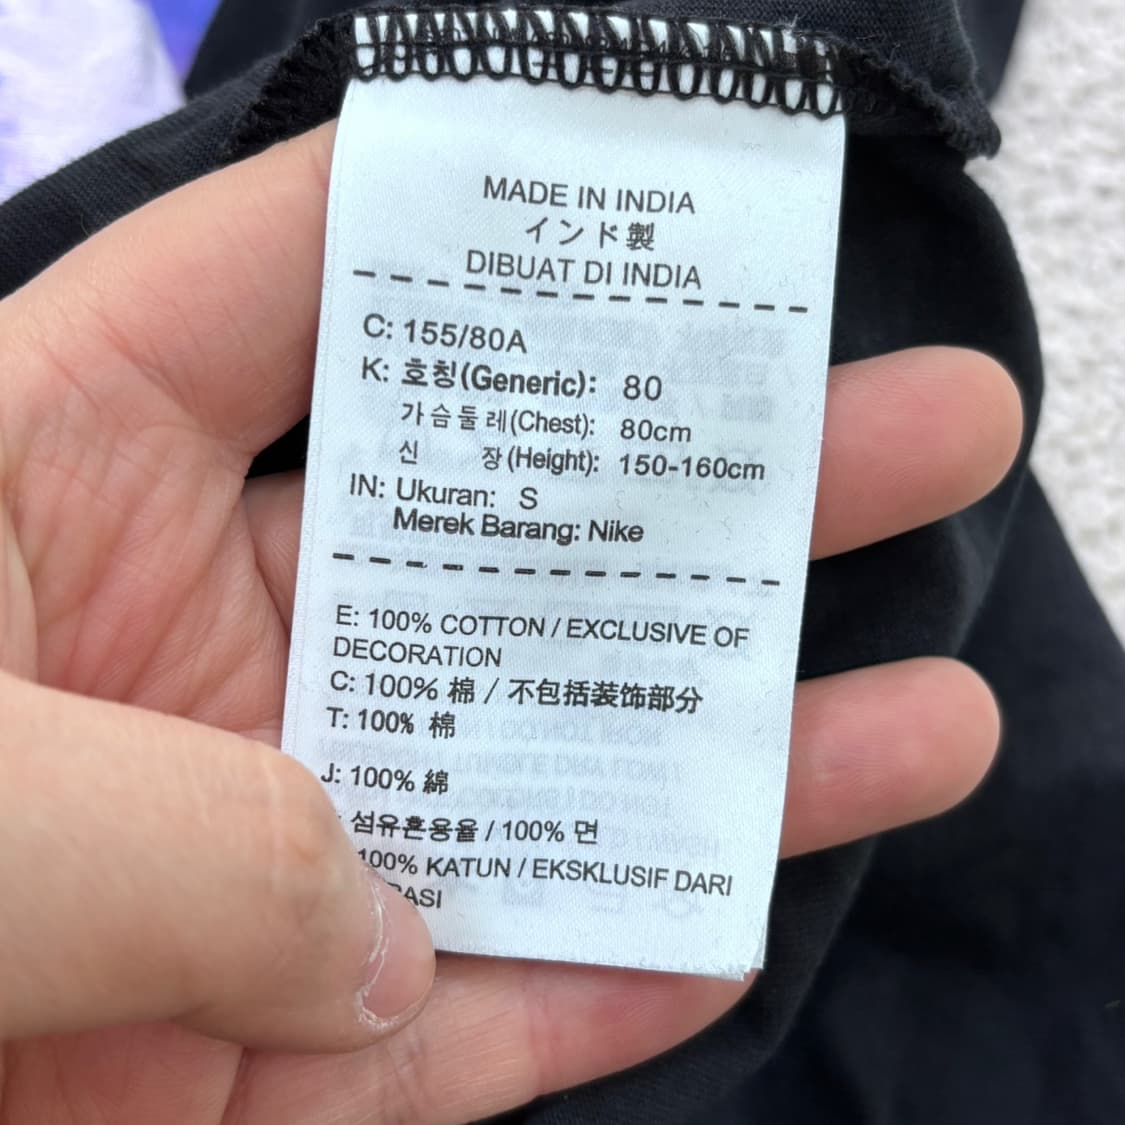 MADE IN INDIA
インド製
DIBUAT DI INDIA
C: 155/80A
K: 호칭(Generic): 80
가슴둘레(Chest): 80cm
신 장(Height): 150-160cm
IN: Ukuran: S
Merek Barang: Nike
E: 100% COTTON / EXCLUSIVE OF
DECORATION
C: 100% 棉 / 不包括装饰部分
T: 100% 棉
J: 100% 綿
섬유혼용율 / 100% 면
100% KATUN / EKSKLUSIF DARI